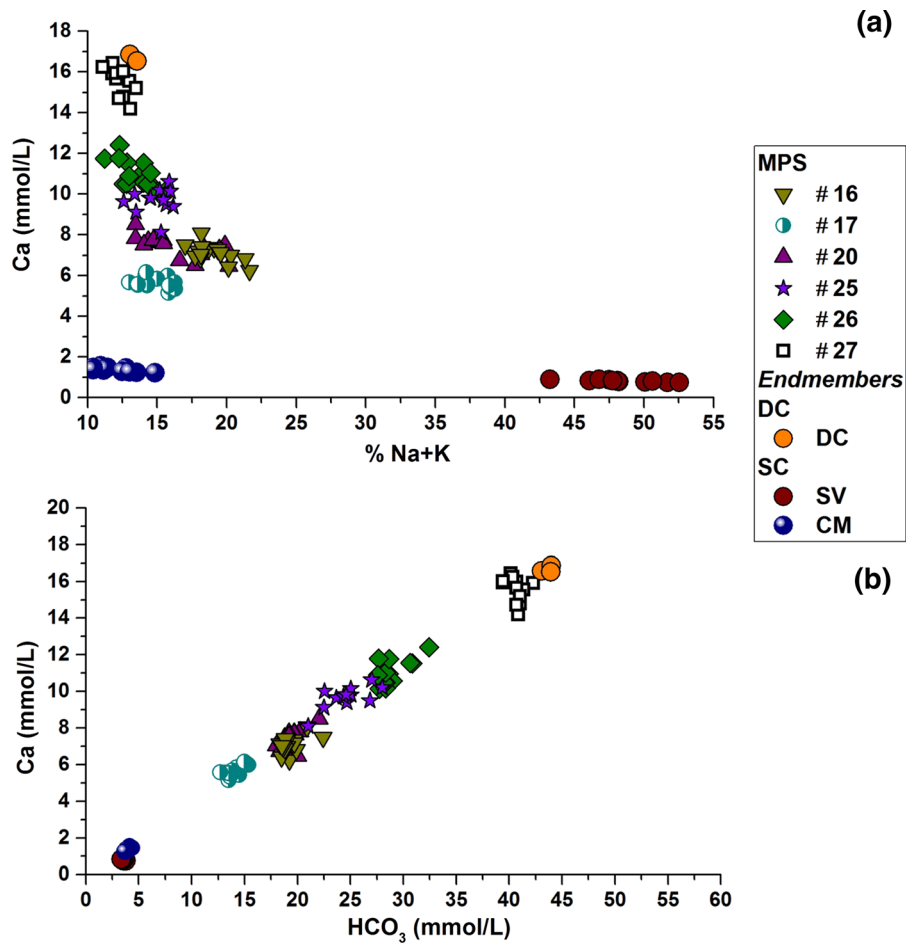 (a)
18
16
14
12
10
8
6
4
2
0
Ca (mmol/L)
10 15 20 25 30 35 40 45 50 55
% Na+K
MPS
# 16
# 17
# 20
# 25
# 26
# 27
Endmembers
DC
DC
SC
SV
CM
(b)
20
18
16
14
12
10
8
6
4
2
0
Ca (mmol/L)
0 5 10 15 20 25 30 35 40 45 50 55 60
HCO₃ (mmol/L)